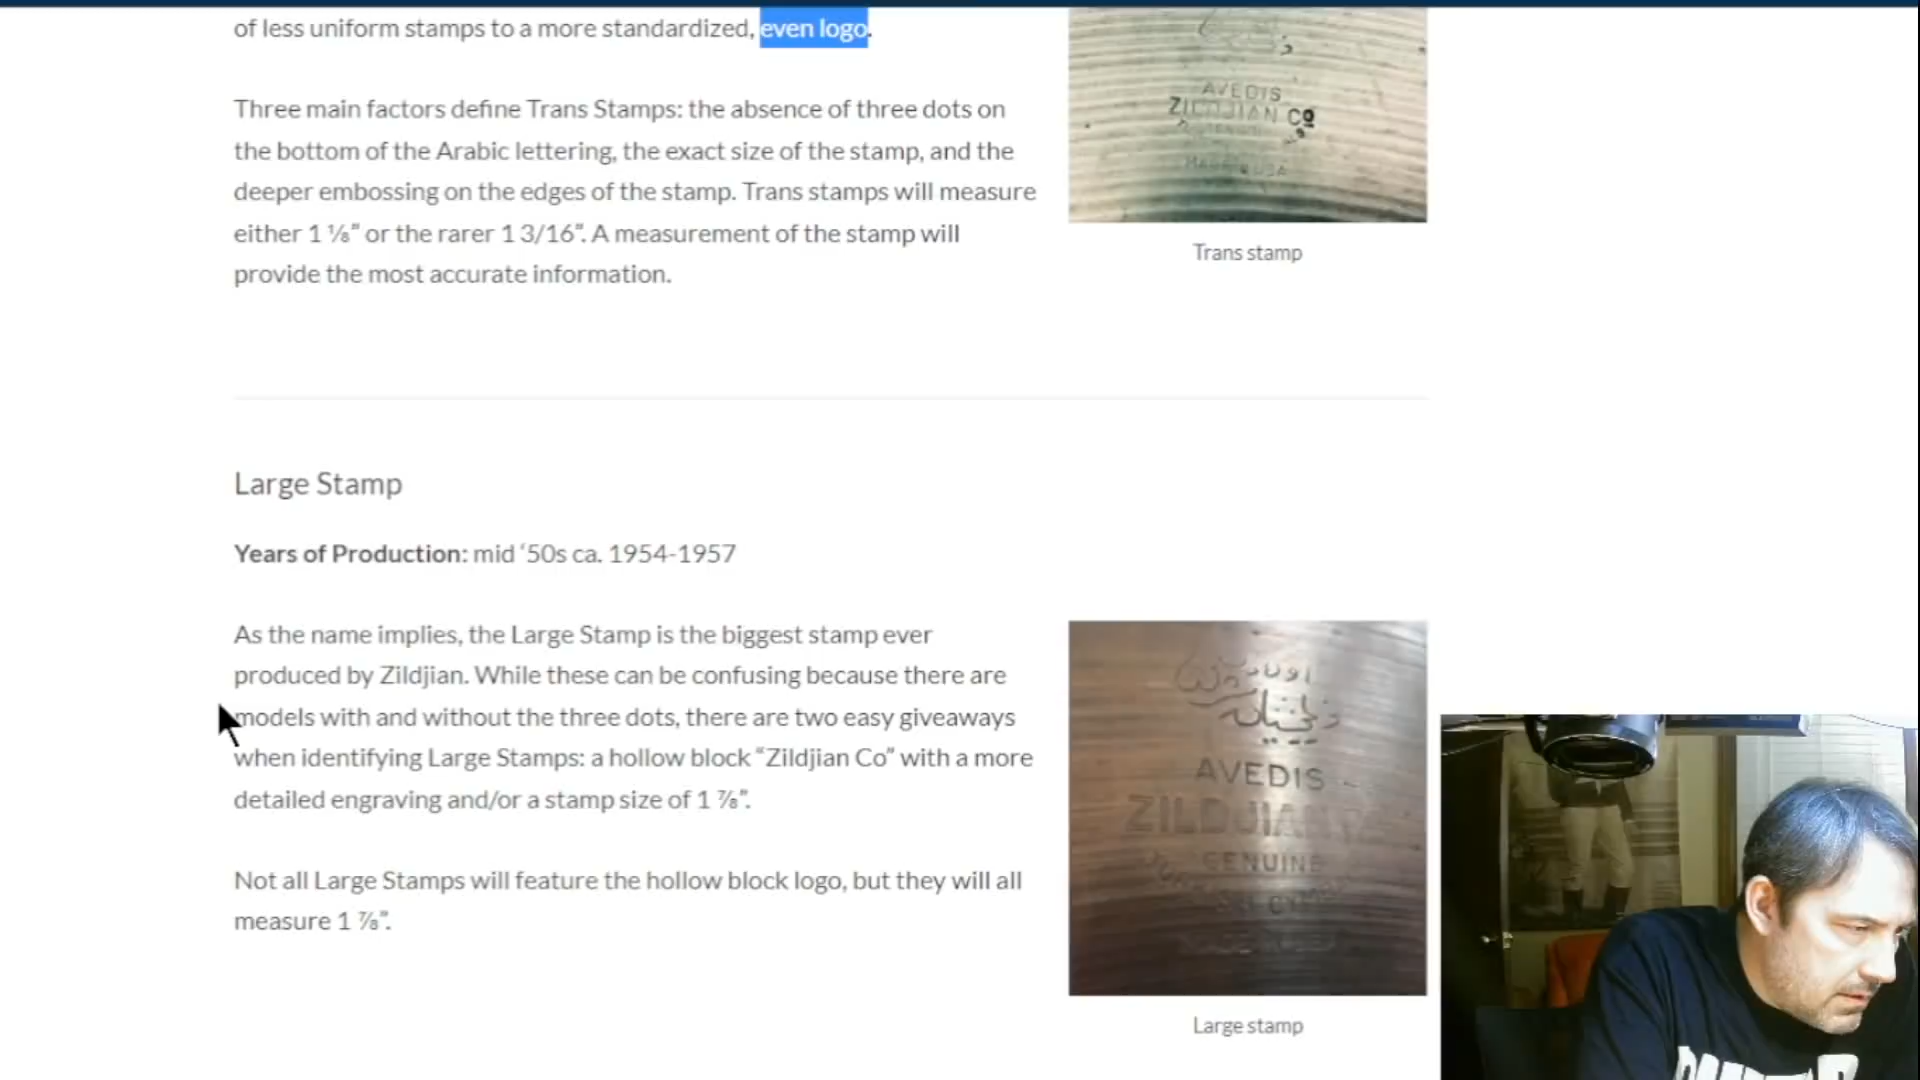 of less uniform stamps to a more standardized, even logo.
Three main factors define Trans Stamps: the absence of three dots on
the bottom of the Arabic lettering, the exact size of the stamp, and the
deeper embossing on the edges of the stamp. Trans stamps will measure
either 1 ⅛” or the rarer 1 3/16”. A measurement of the stamp will
provide the most accurate information.
AVEDIS
ZILDJIAN Co
Trans stamp
Large Stamp
Years of Production: mid ‘50s ca. 1954-1957
As the name implies, the Large Stamp is the biggest stamp ever
produced by Zildjian. While these can be confusing because there are
models with and without the three dots, there are two easy giveaways
when identifying Large Stamps: a hollow block “Zildjian Co” with a more
detailed engraving and/or a stamp size of 1 ⅞”.
Not all Large Stamps will feature the hollow block logo, but they will all
measure 1 ⅞”.
AVEDIS
ZILDJIAN
GENUINE
Large stamp